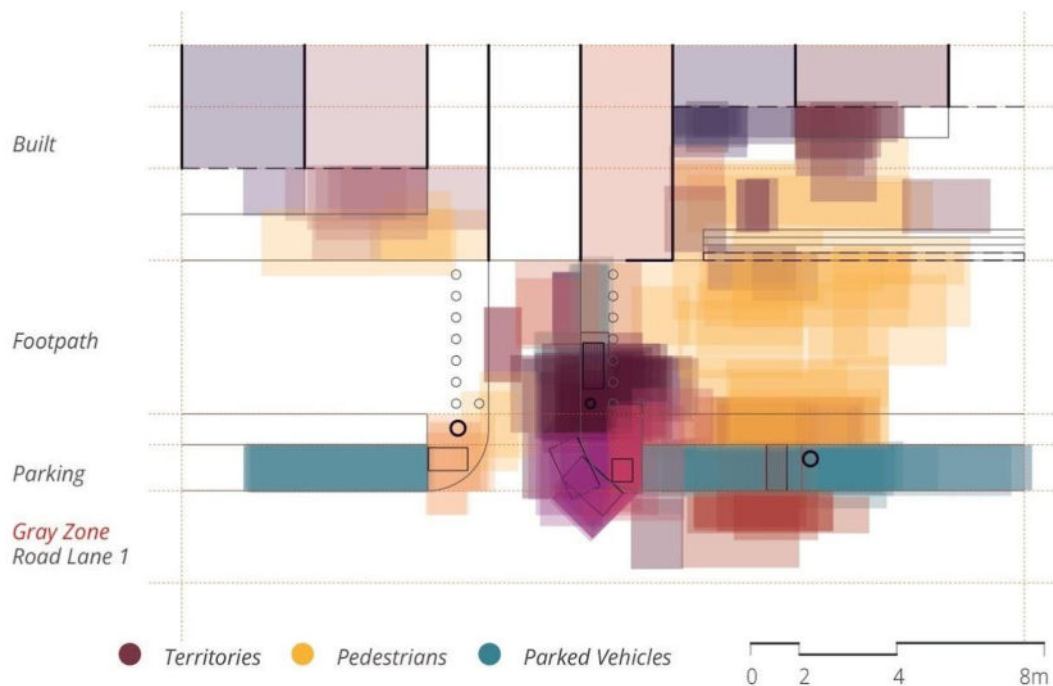 Built
Footpath
Parking
Gray Zone
Road Lane 1
Territories
Pedestrians
Parked Vehicles
0 2 4 8m